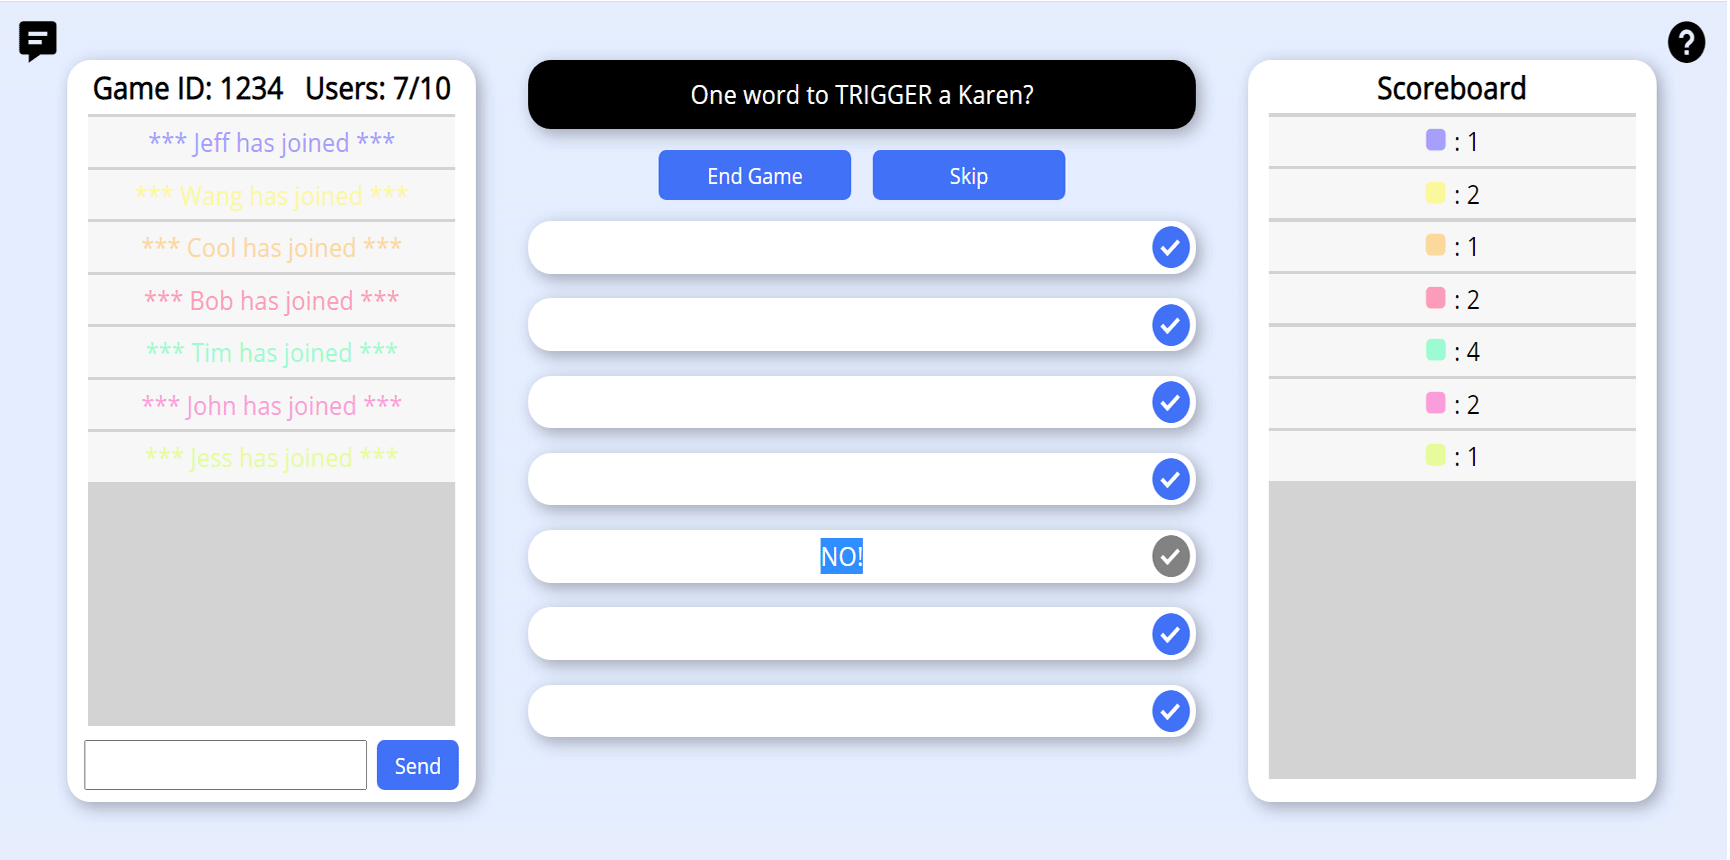 Game ID: 1234 Users: 7/10
*** Jeff has joined ***
*** Wang has joined ***
*** Cool has joined ***
*** Bob has joined ***
*** Tim has joined ***
*** John has joined ***
*** Jess has joined ***
Send
One word to TRIGGER a Karen?
End Game Skip
NO!
Scoreboard
: 1
: 2
: 1
: 2
: 4
: 2
: 1
?